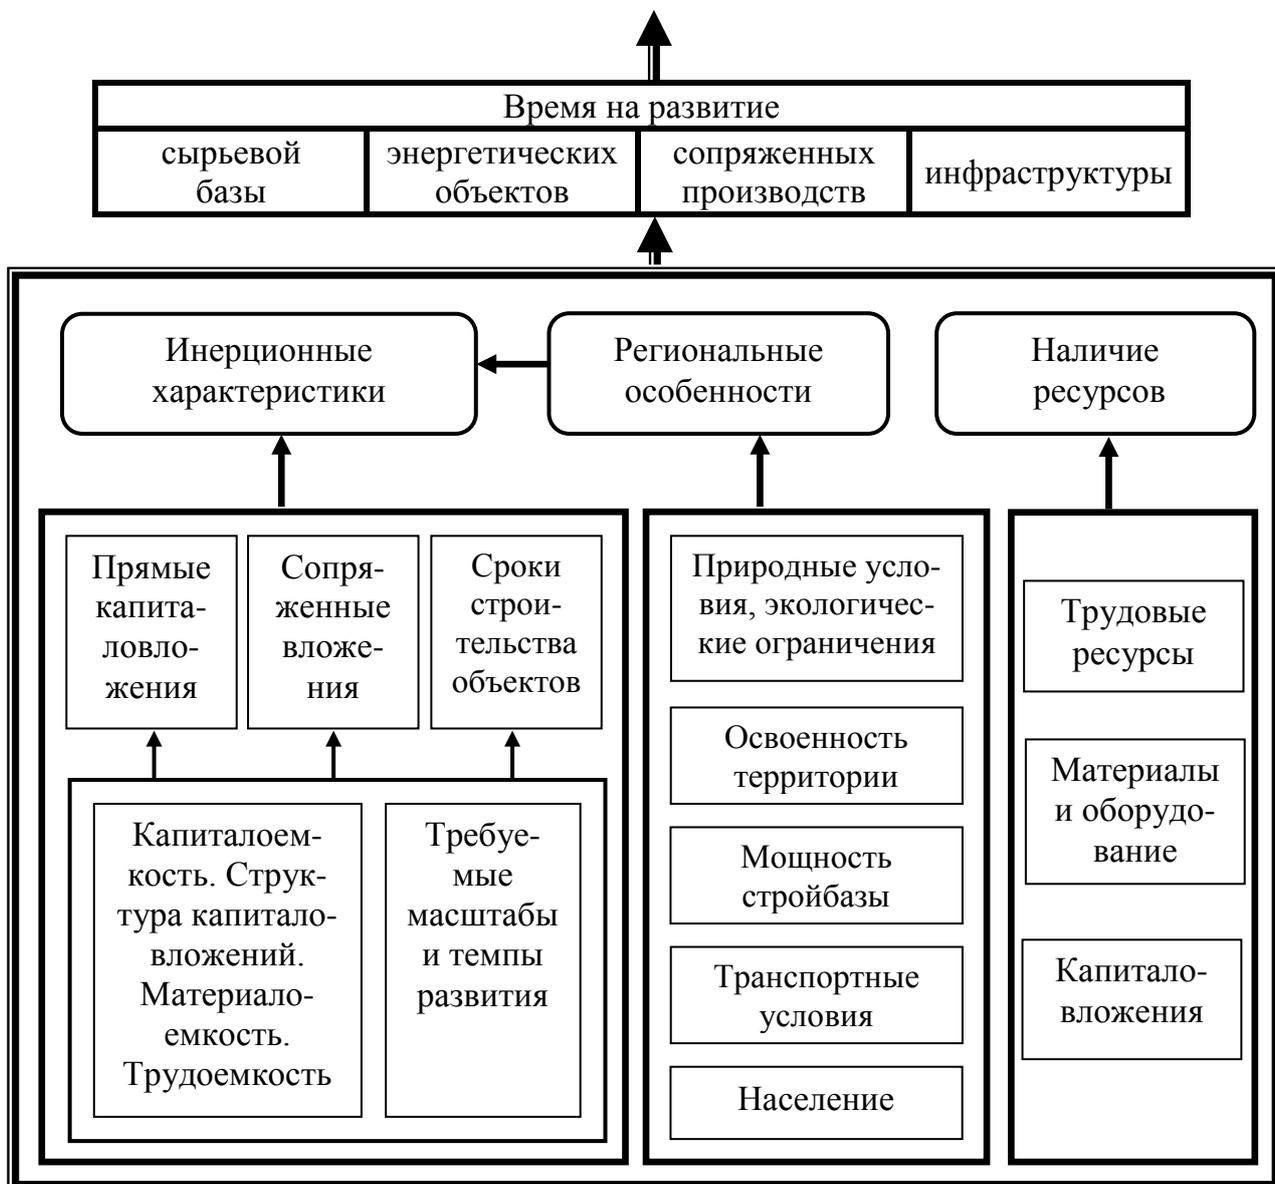 Время на развитие
сырьевой
базы
энергетических
объектов
сопряженных
производств
инфраструктуры
Инерционные
характеристики
Региональные
особенности
Наличие
ресурсов
Прямые
капита-
ловло-
жения
Сопря-
женные
вложе-
ния
Сроки
строи-
тельства
объектов
Капиталоем-
кость. Струк-
тура капитало-
вложений.
Материало-
емкость.
Трудоемкость
Требуе-
мые
масштабы
и темпы
развития
Природные усло-
вия, экологичес-
кие ограничения
Освоенность
территории
Мощность
стройбазы
Транспортные
условия
Население
Трудовые
ресурсы
Материалы
и оборудо-
вание
Капитало-
вложения